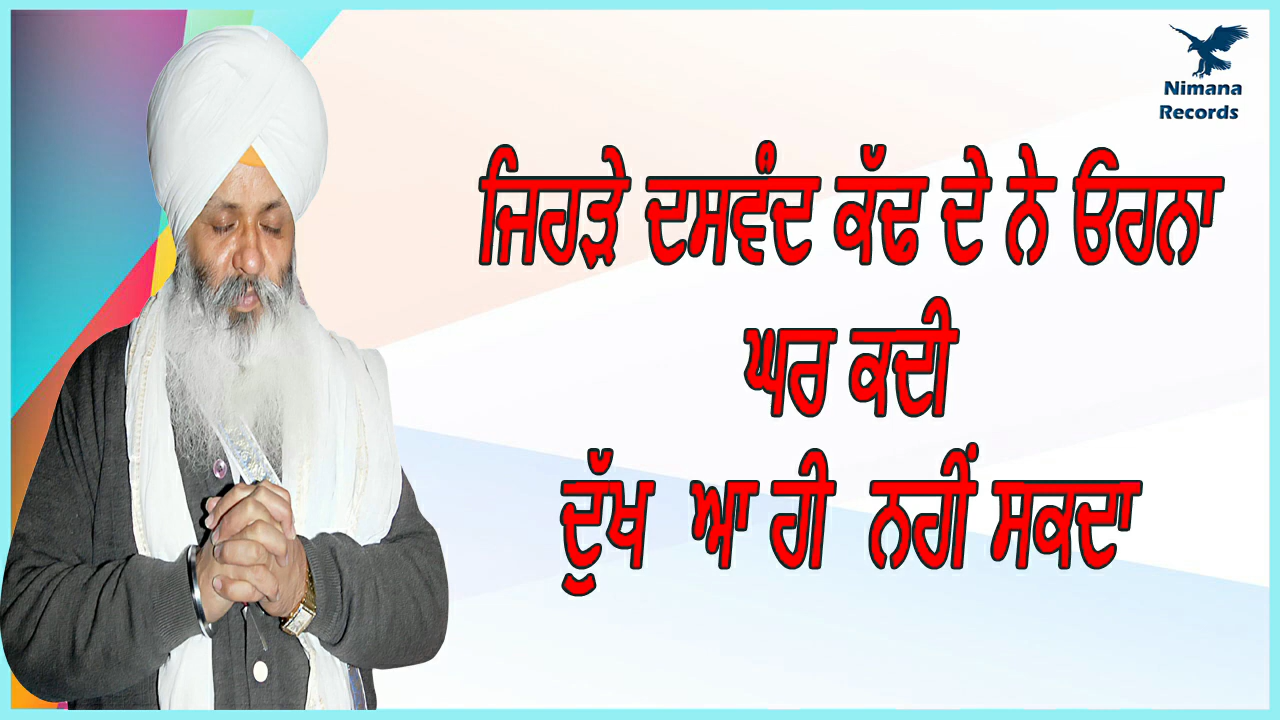 Nimana
Records
ਜਿਹੜੇ ਦਸਵੰਦ ਕੱਢ ਦੇ ਨੇ ਓਹਨਾ
ਘਰ ਕਦੀ
ਦੁੱਖ ਆ ਹੀ ਨਹੀਂ ਸਕਦਾ